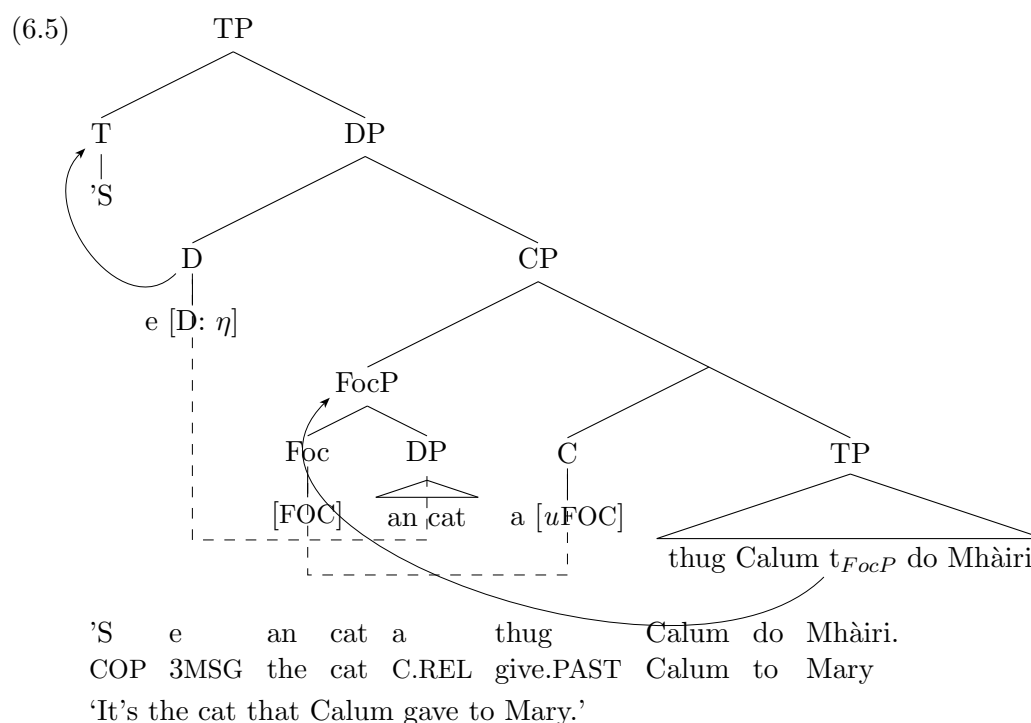 (6.5) TP
T DP
’S
D CP
e [D: η]
FocP
Foc DP C TP
[FOC] an cat a [uFOC]
thug Calum t_FocP do Mhàiri
’S e an cat a thug Calum do Mhàiri.
COP 3MSG the cat C.REL give.PAST Calum to Mary
‘It's the cat that Calum gave to Mary.’